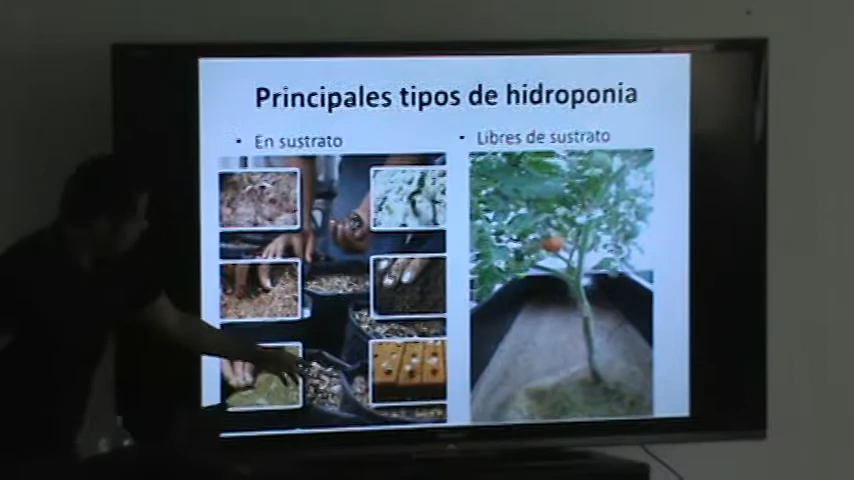 Principales tipos de hidroponia
• En sustrato
• Libres de sustrato